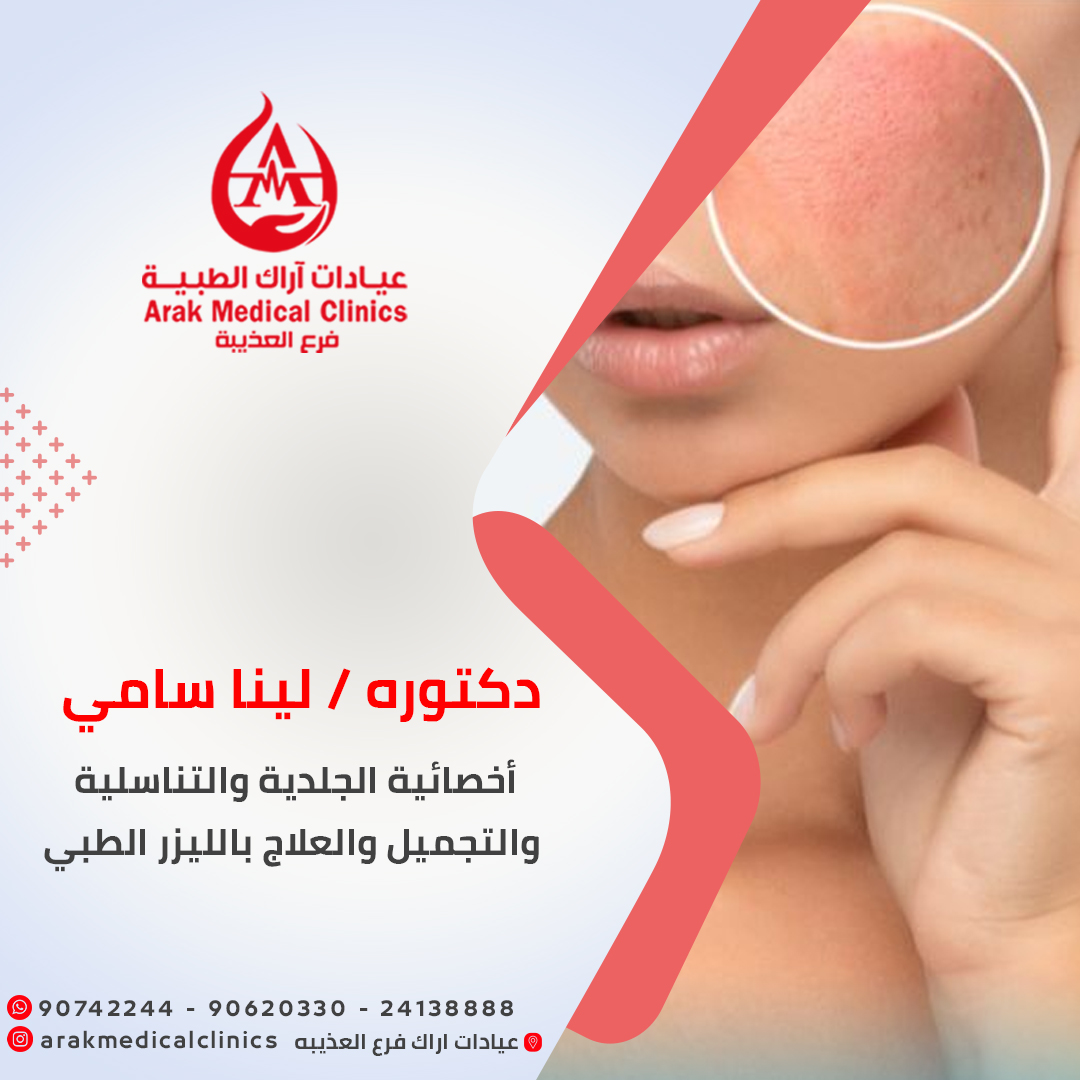 عيادات آراك الطبية
Arak Medical Clinics
فرع العذيبة
دكتوره / لينا سامي
أخصائية الجلدية والتناسلية
والتجميل والعلاج بالليزر الطبي
90742244 - 90620330 - 24138888
arakmedicalclinics عيادات اراك فرع العذيبه